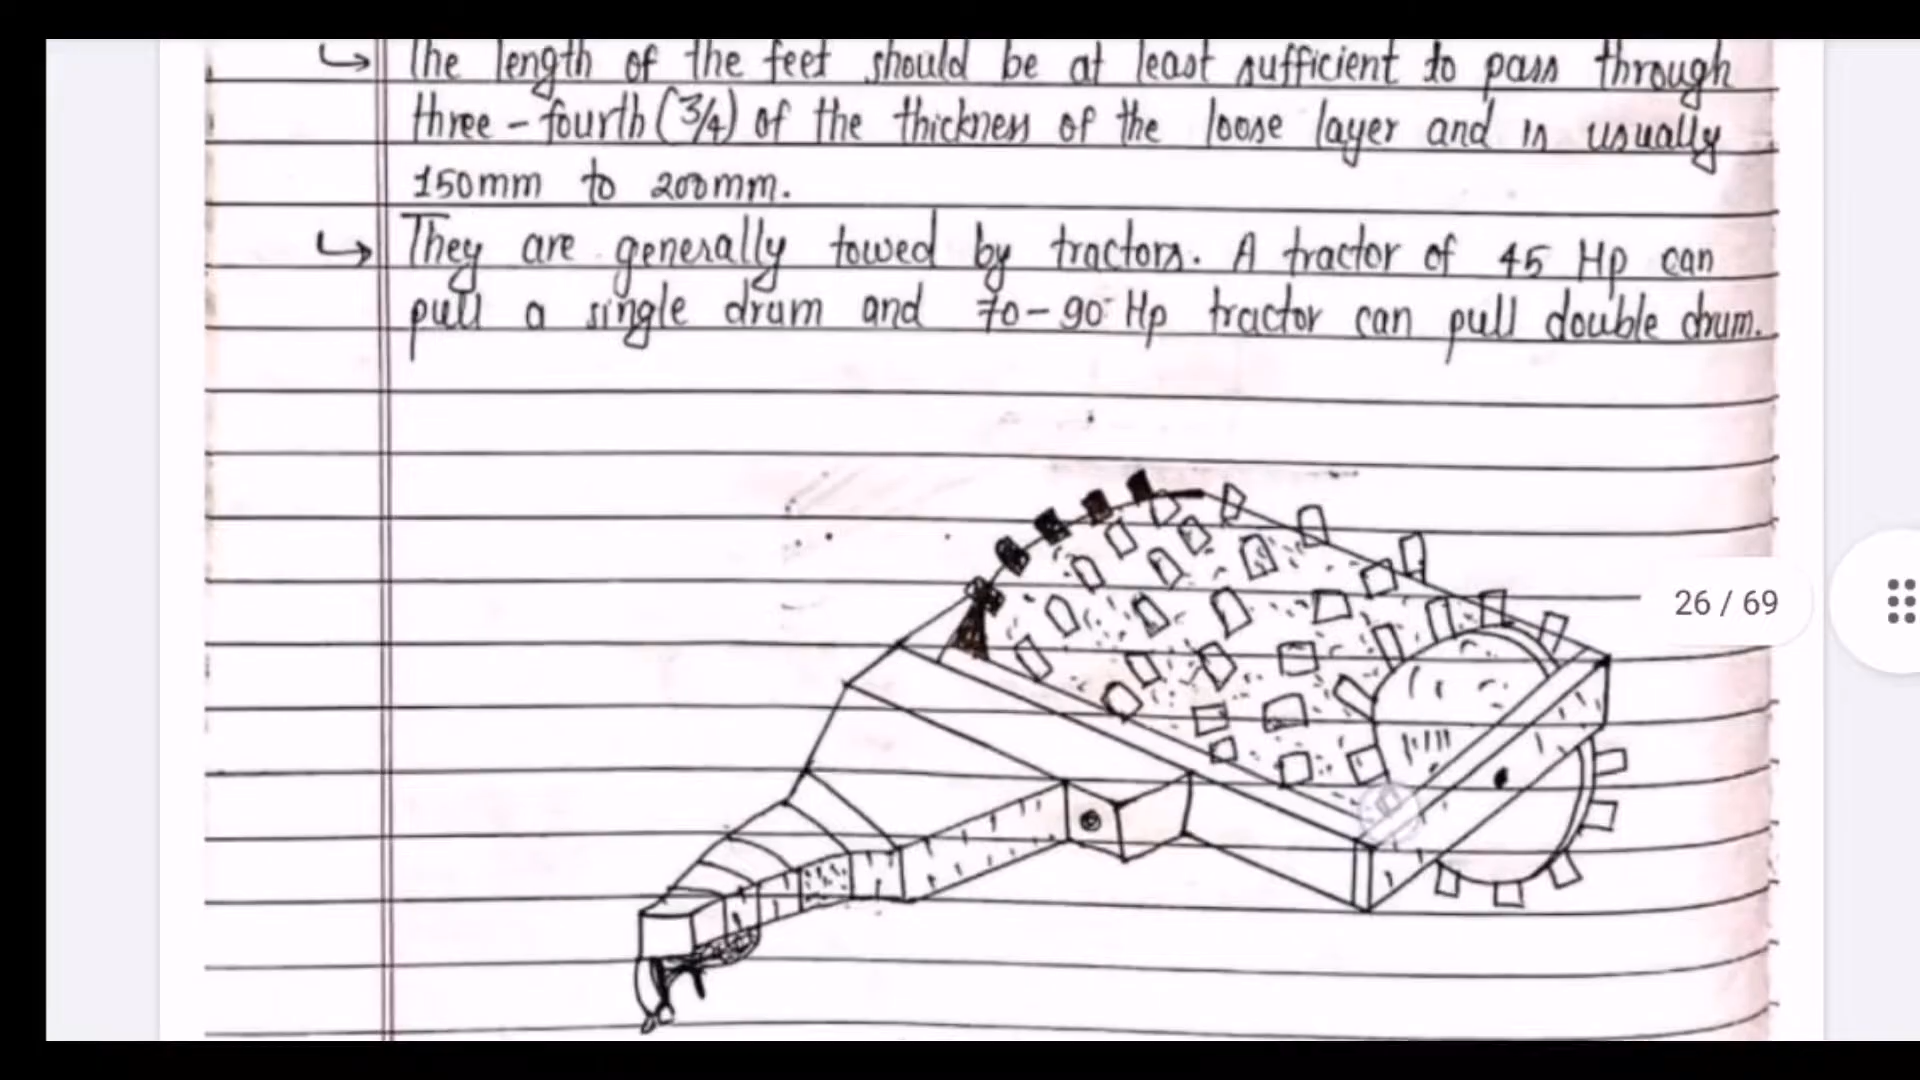 ↳ The length of the feet should be at least sufficient to pass through
three - fourth (3/4) of the thickness of the loose layer and is usually
150mm to 200mm.
↳ They are generally towed by tractors. A tractor of 45 Hp can
pull a single drum and 70-90 Hp tractor can pull double drum.
26 / 69